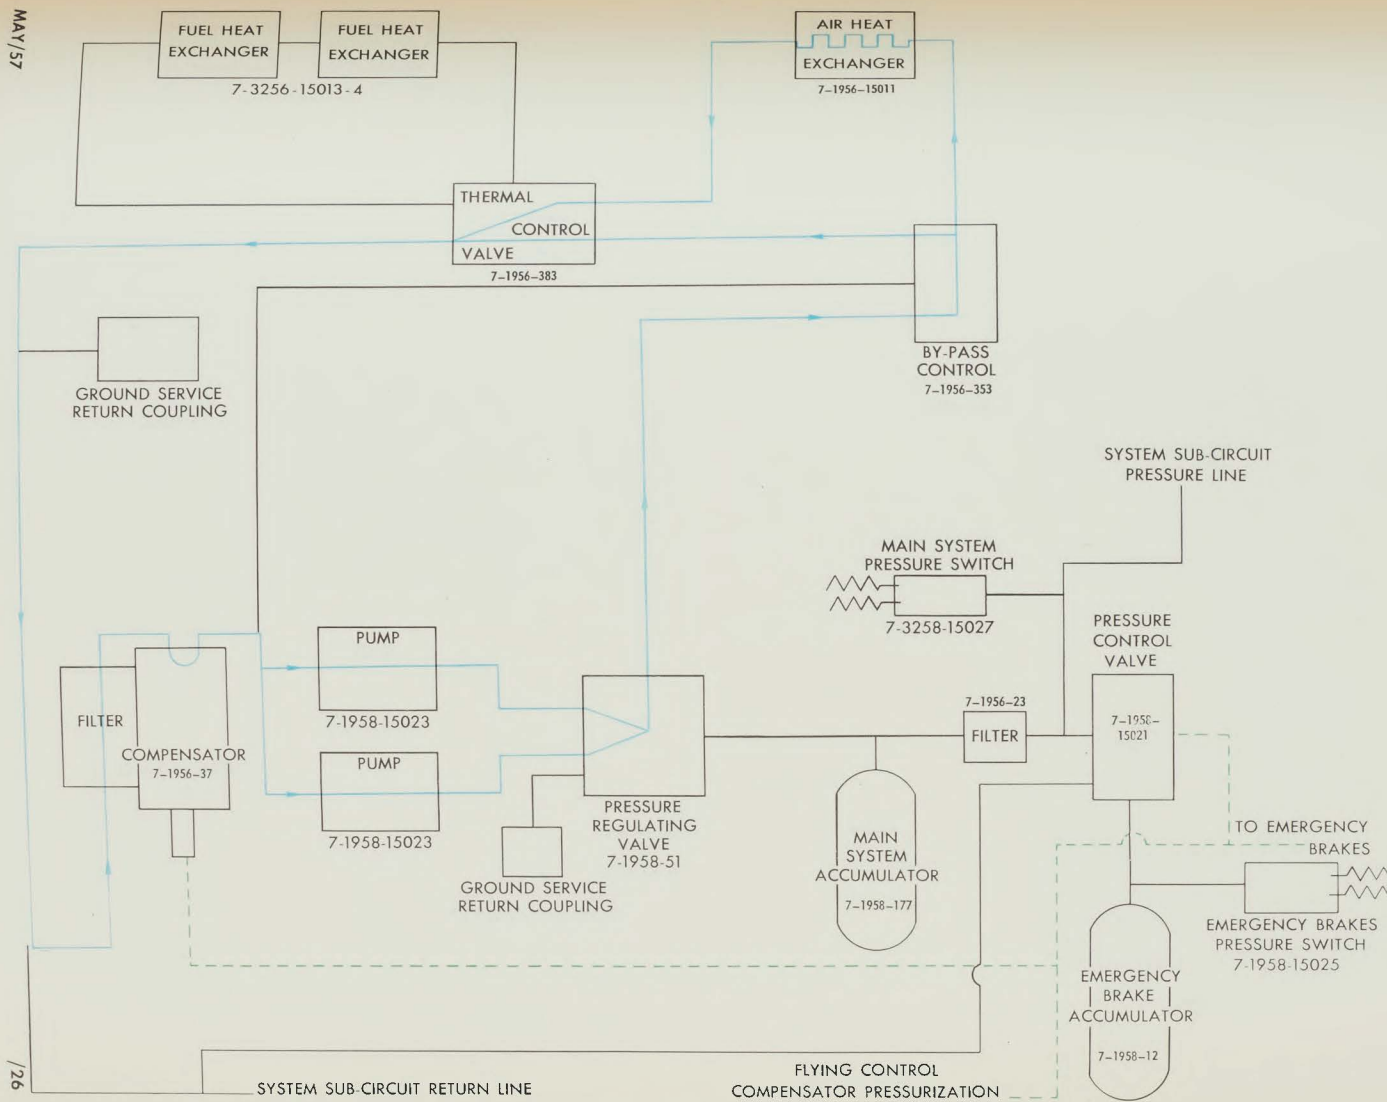 MAY/57
FUEL HEAT
EXCHANGER
FUEL HEAT
EXCHANGER
7-3256-15013-4
AIR HEAT
EXCHANGER
7-1956-15011
THERMAL
CONTROL
VALVE
7-1956-383
BY-PASS
CONTROL
7-1956-353
GROUND SERVICE
RETURN COUPLING
SYSTEM SUB-CIRCUIT
PRESSURE LINE
MAIN SYSTEM
PRESSURE SWITCH
7-3258-15027
PRESSURE
CONTROL
VALVE
7-1958-
15021
FILTER
COMPENSATOR
7-1956-37
PUMP
7-1958-15023
PUMP
7-1958-15023
PRESSURE
REGULATING
VALVE
7-1958-51
GROUND SERVICE
RETURN COUPLING
7-1956-23
FILTER
MAIN
SYSTEM
ACCUMULATOR
7-1958-177
TO EMERGENCY
BRAKES
EMERGENCY BRAKES
PRESSURE SWITCH
7-1958-15025
EMERGENCY
BRAKE
ACCUMULATOR
7-1958-12
SYSTEM SUB-CIRCUIT RETURN LINE
FLYING CONTROL
COMPENSATOR PRESSURIZATION
/26